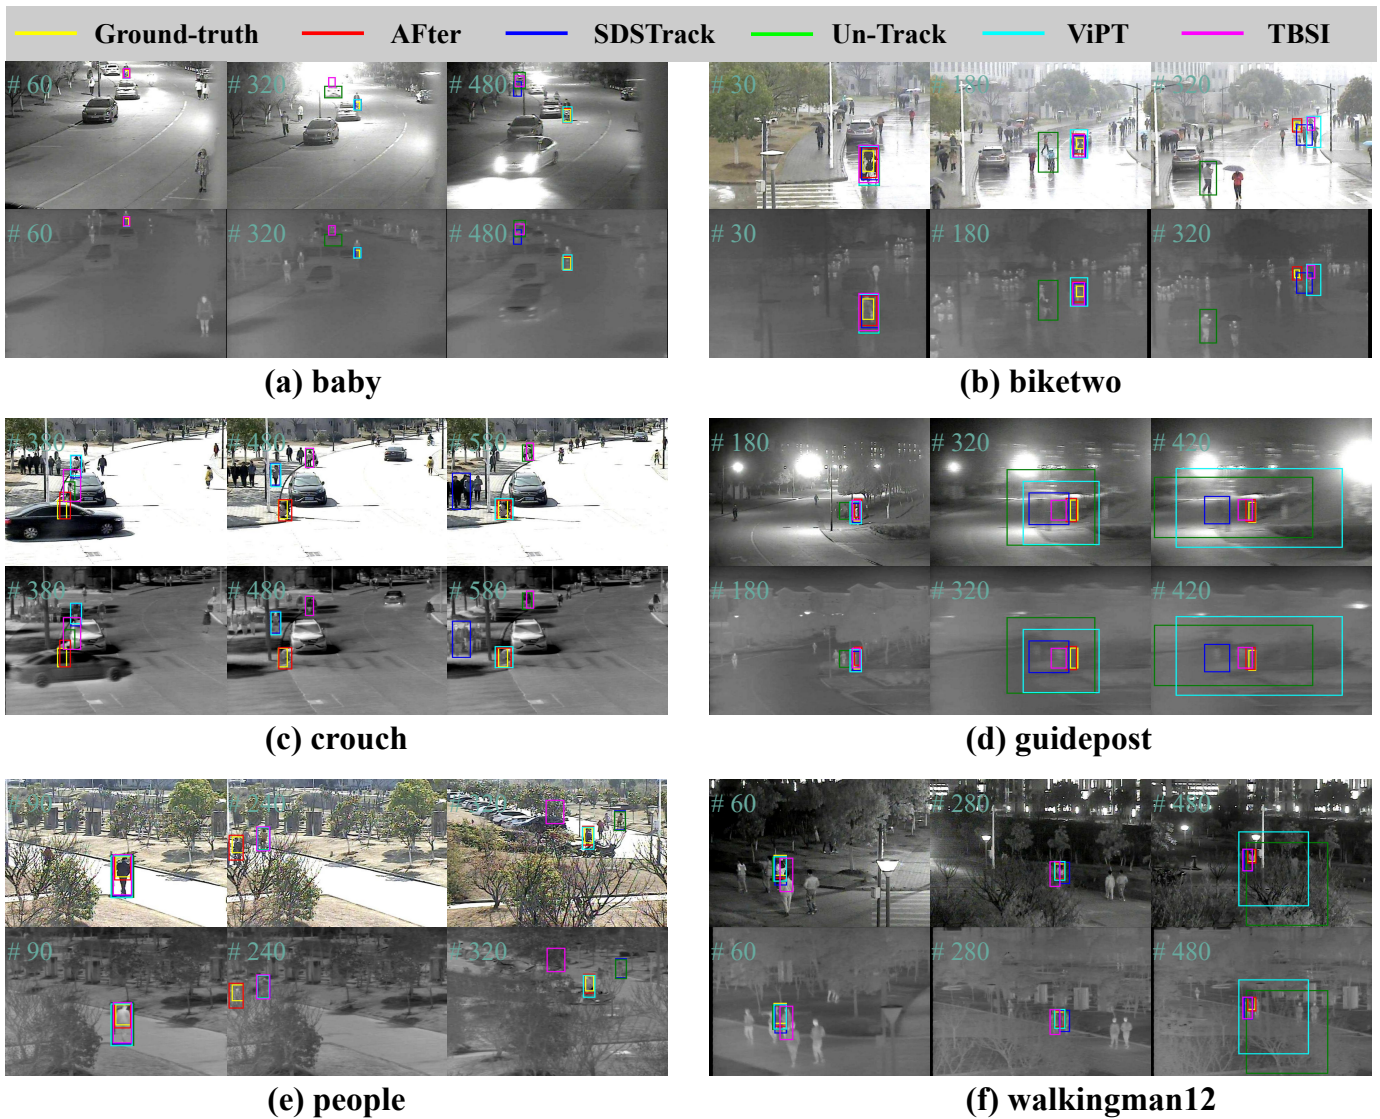 Ground-truth AFter SDSTrack Un-Track ViPT TBSI
# 60 # 320 # 480 # 30 # 180 # 320
# 60 # 320 # 480 # 30 # 180 # 320
(a) baby (b) biketwo
# 380 # 480 # 580 # 180 # 320 # 420
# 380 # 480 # 580 # 180 # 320 # 420
(c) crouch (d) guidepost
# 90 # 240 # 320 # 60 # 280 # 480
# 90 # 240 # 320 # 60 # 280 # 480
(e) people (f) walkingman12